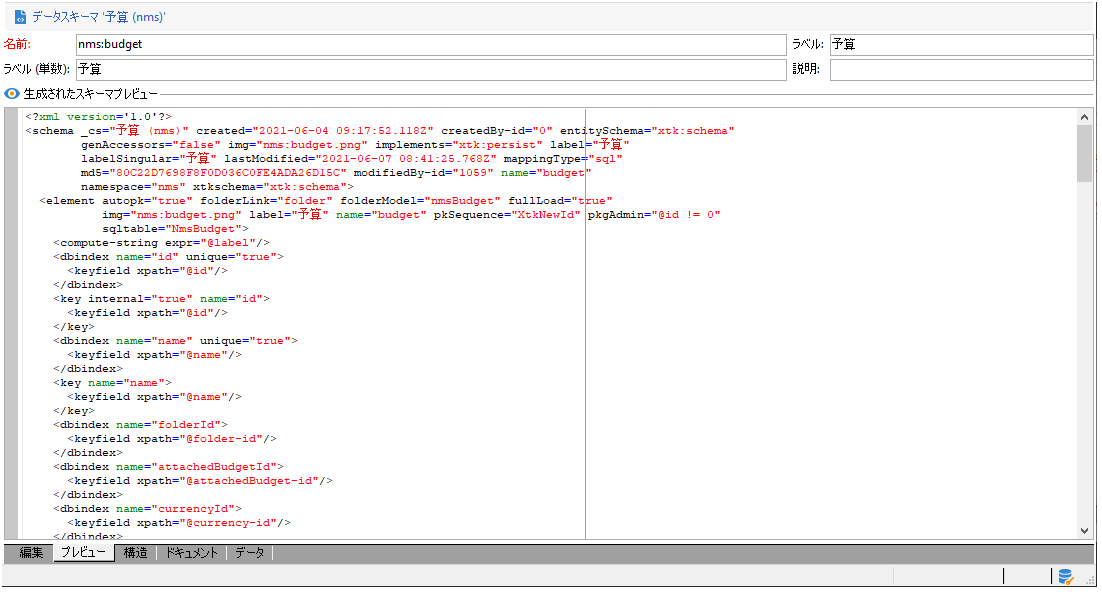 データスキーマ '予算 (nms)'
名前: nms:budget ラベル: 予算
ラベル (単数): 予算 説明:
生成されたスキーマプレビュー
<?xml version='1.0'?>
<schema _cs="予算 (nms)" created="2021-06-04 09:17:52.118Z" createdBy-id="0" entitySchema="xtk:schema"
genAccessors="false" img="nms:budget.png" implements="xtk:persist" label="予算"
labelSingular="予算" lastModified="2021-06-07 08:41:25.768Z" mappingType="sql"
md5="80C22D7698F8F0D036C0FE4ADA26D15C" modifiedBy-id="1059" name="budget"
namespace="nms" xtkschema="xtk:schema">
<element autopk="true" folderLink="folder" folderModel="nmsBudget" fullLoad="true"
img="nms:budget.png" label="予算" name="budget" pkSequence="XtkNewId" pkgAdmin="@id != 0"
sqltable="NmsBudget">
<compute-string expr="@label"/>
<dbindex name="id" unique="true">
<keyfield xpath="@id"/>
</dbindex>
<key internal="true" name="id">
<keyfield xpath="@id"/>
</key>
<dbindex name="name" unique="true">
<keyfield xpath="@name"/>
</dbindex>
<key name="name">
<keyfield xpath="@name"/>
</key>
<dbindex name="folderId">
<keyfield xpath="@folder-id"/>
</dbindex>
<dbindex name="attachedBudgetId">
<keyfield xpath="@attachedBudget-id"/>
</dbindex>
<dbindex name="currencyId">
<keyfield xpath="@currency-id"/>
</dbindex>
編集 プレビュー 構造 ドキュメント データ